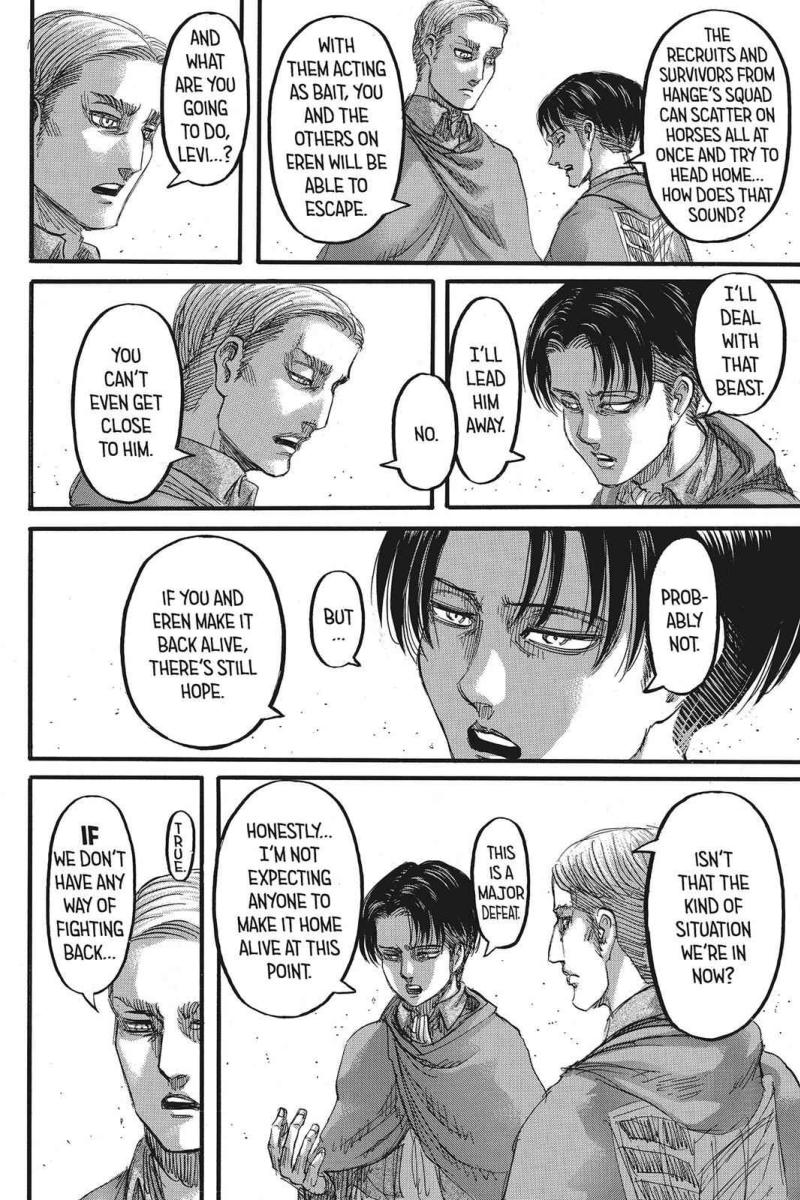 THE
RECRUITS AND
SURVIVORS FROM
HANGE'S SQUAD
CAN SCATTER ON
HORSES ALL AT
ONCE AND TRY TO
HEAD HOME...
HOW DOES THAT
SOUND?
WITH
THEM ACTING
AS BAIT, YOU
AND THE
OTHERS ON
EREN WILL BE
ABLE TO
ESCAPE.
AND
WHAT
ARE YOU
GOING
TO DO,
LEVI...?
I'LL
DEAL
WITH
THAT
BEAST.
I'LL
LEAD
HIM
AWAY.
NO.
YOU
CAN'T
EVEN GET
CLOSE
TO HIM.
PROB-
ABLY
NOT.
BUT
...
IF YOU AND
EREN MAKE IT
BACK ALIVE,
THERE'S STILL
HOPE.
ISN'T
THAT THE
KIND OF
SITUATION
WE'RE IN
NOW?
THIS
IS A
MAJOR
DEFEAT.
HONESTLY...
I'M NOT
EXPECTING
ANYONE TO
MAKE IT HOME
ALIVE AT THIS
POINT.
TRUE.
IF
WE DON'T
HAVE ANY
WAY OF
FIGHTING
BACK...